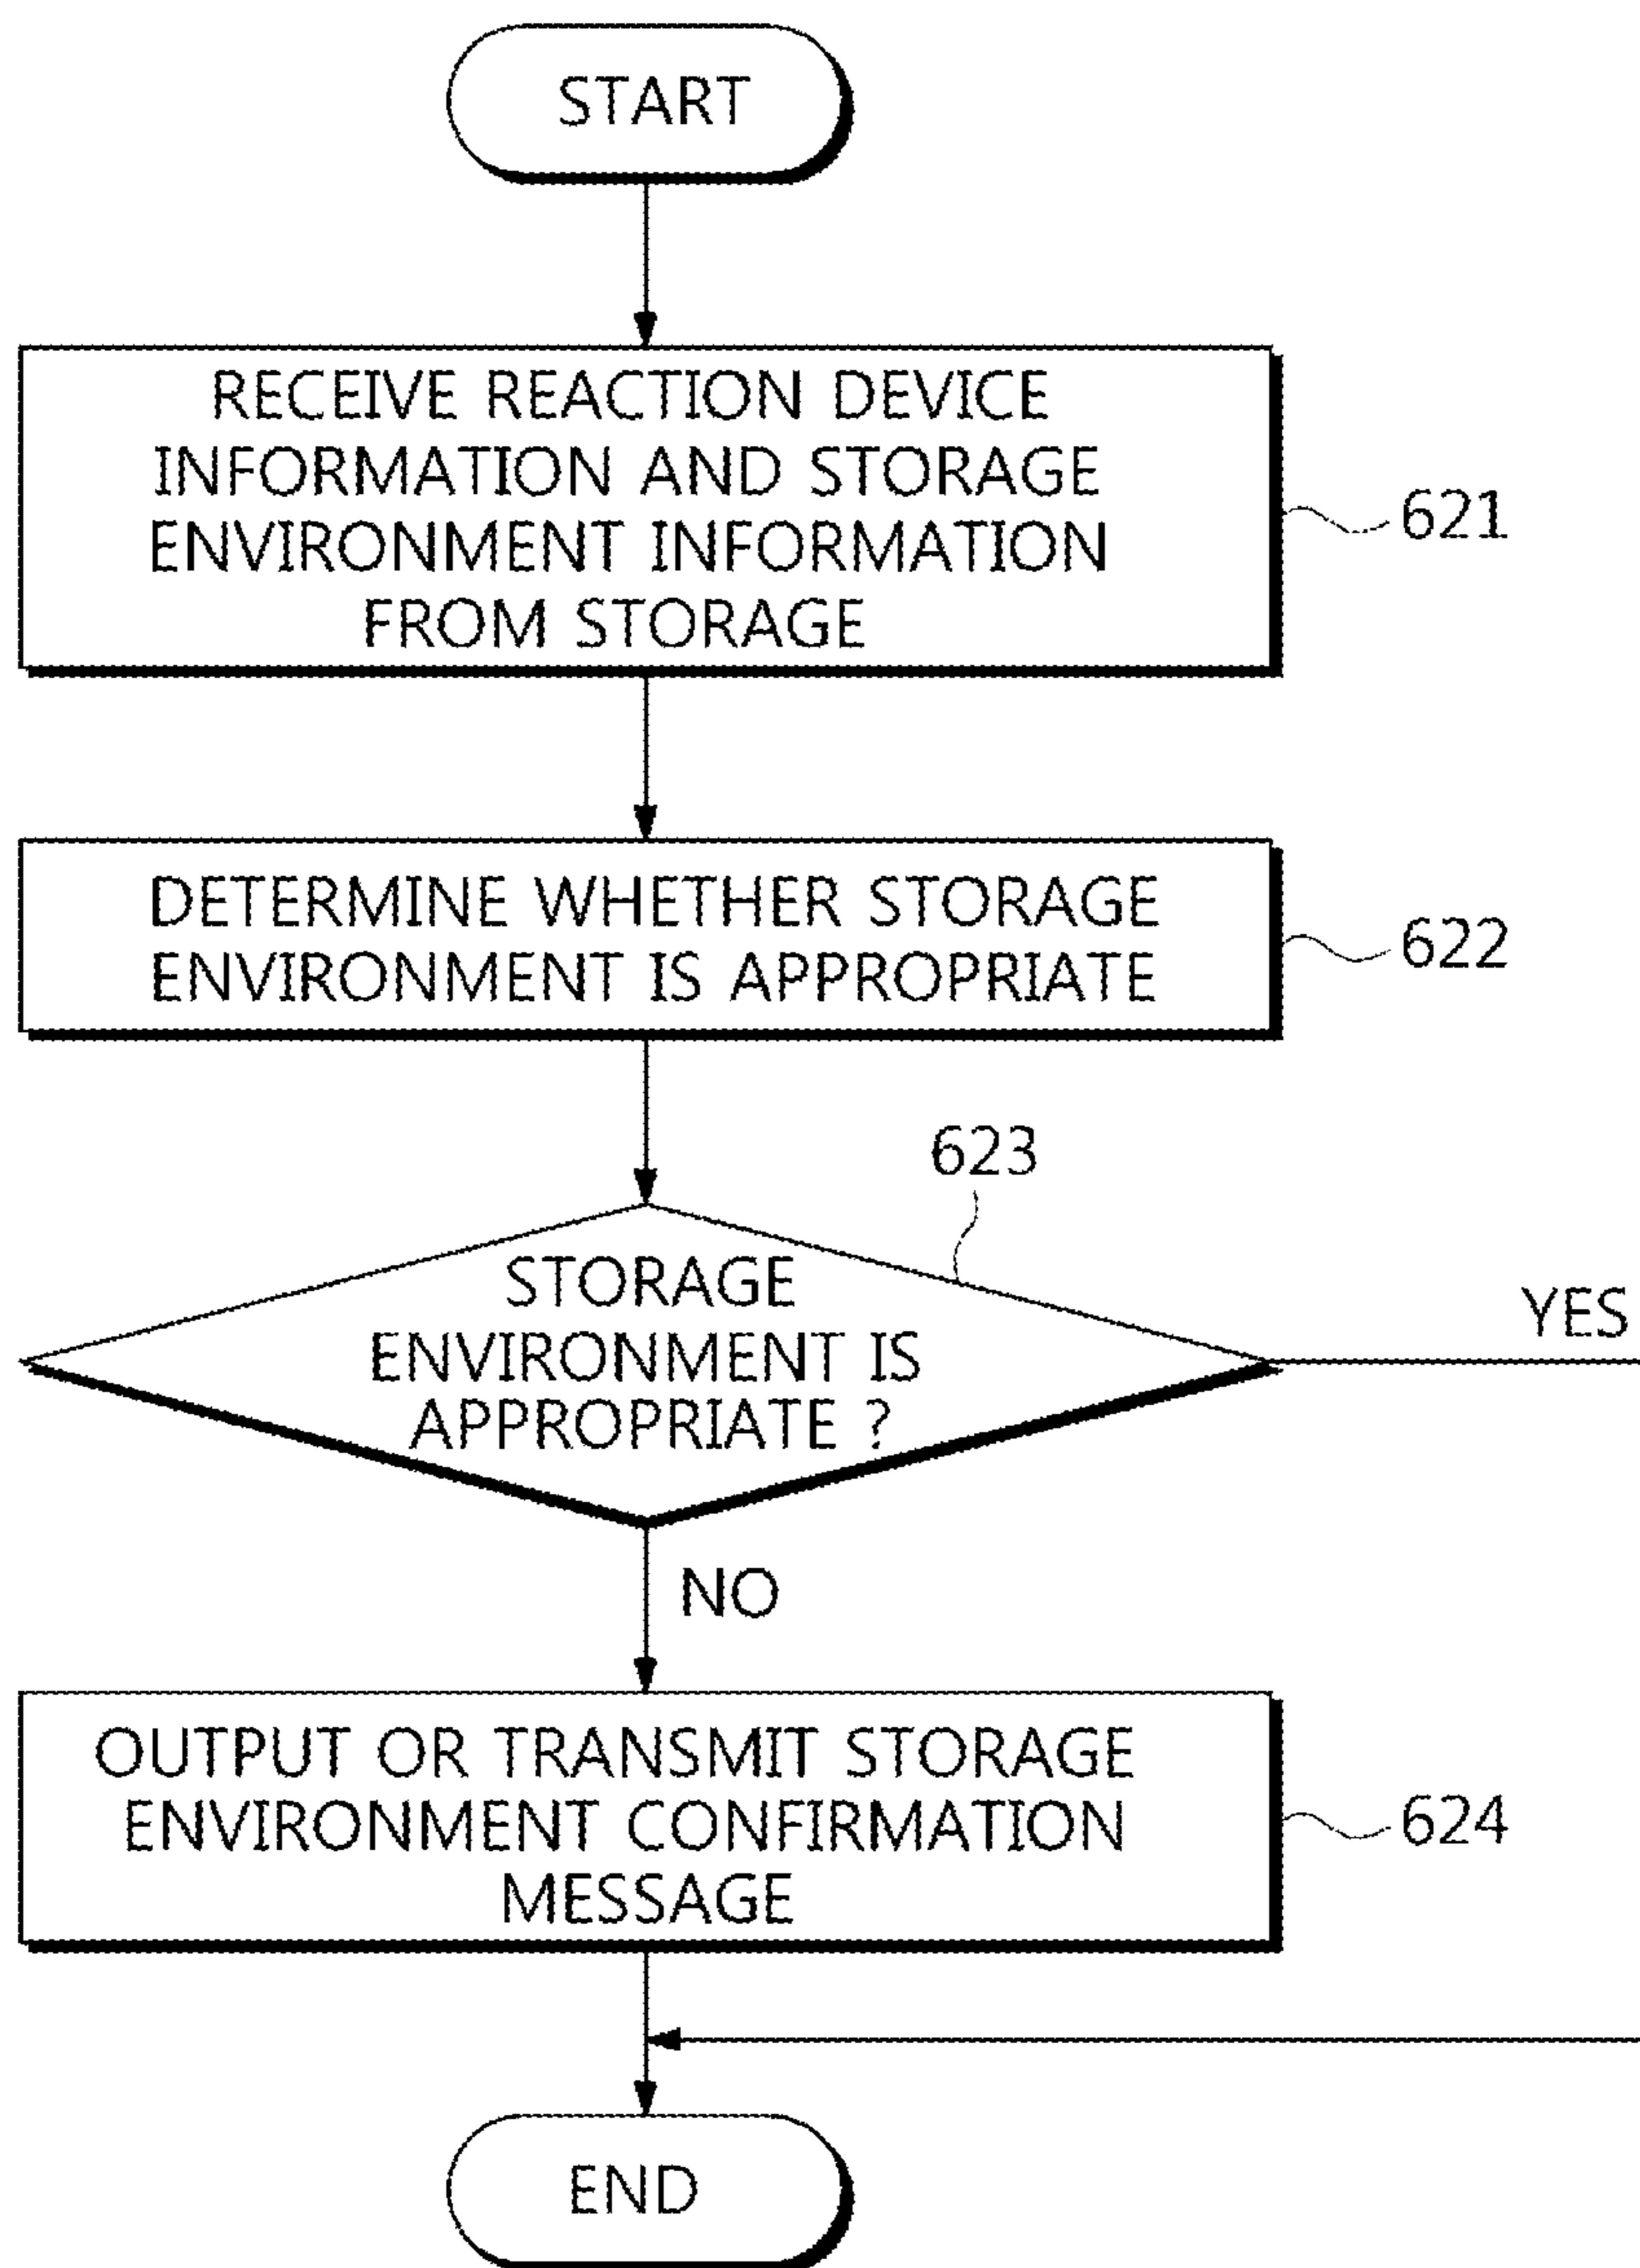 START
RECEIVE REACTION DEVICE
INFORMATION AND STORAGE
ENVIRONMENT INFORMATION
FROM STORAGE
621
DETERMINE WHETHER STORAGE
ENVIRONMENT IS APPROPRIATE
622
623
STORAGE
ENVIRONMENT IS
APPROPRIATE ?
YES
NO
OUTPUT OR TRANSMIT STORAGE
ENVIRONMENT CONFIRMATION
MESSAGE
624
END